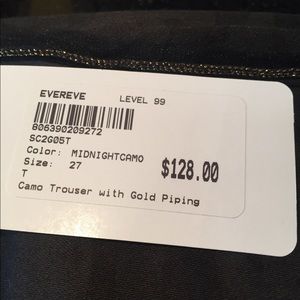 EVEREVE LEVEL 99
806390209272
SC2G05T
Color: MIDNIGHTCAMO
Size: 27 $128.00
T
Camo Trouser with Gold Piping